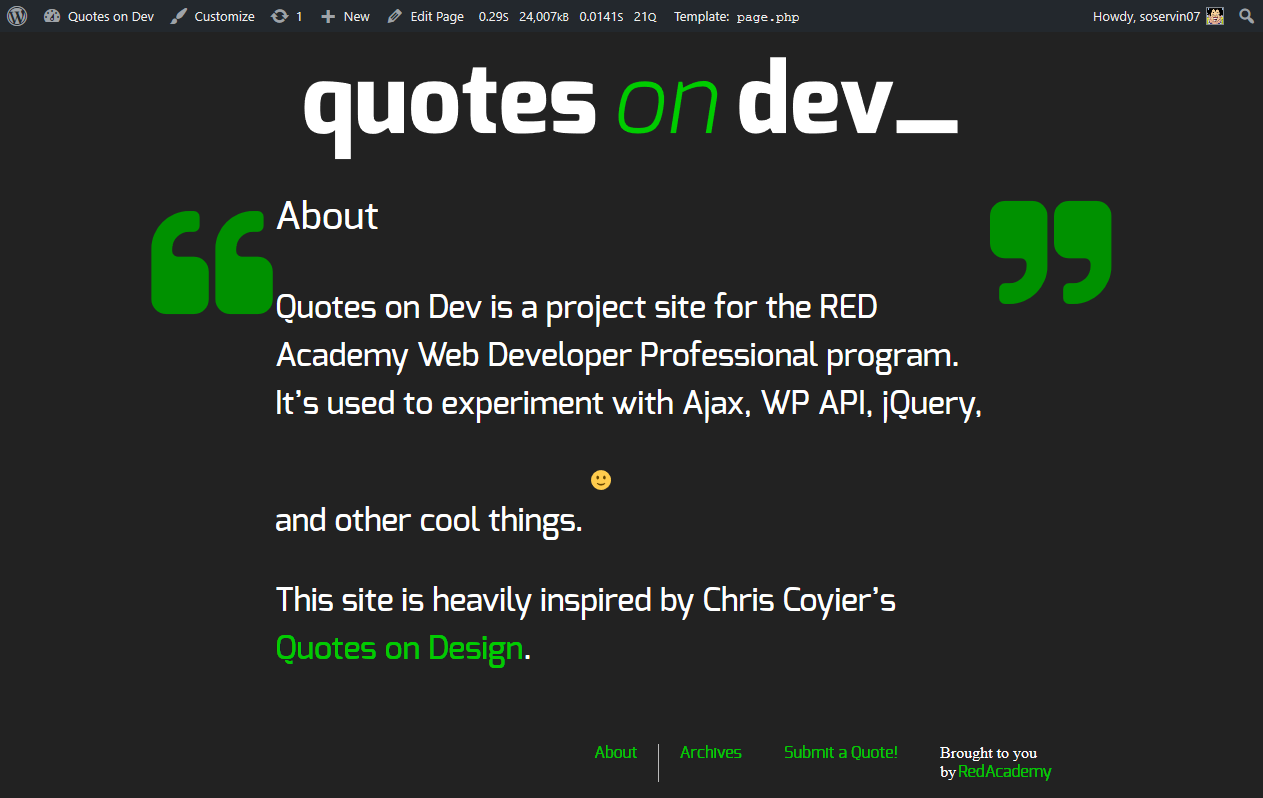 Quotes on Dev Customize 1 New Edit Page 0.29S 24,007KB 0.0141S 21Q Template: page.php Howdy, soservin07
quotes on dev_
About
“ ”
Quotes on Dev is a project site for the RED
Academy Web Developer Professional program.
It’s used to experiment with Ajax, WP API, jQuery,
and other cool things. 🙂
This site is heavily inspired by Chris Coyier’s
Quotes on Design.
About Archives Submit a Quote! Brought to you
by RedAcademy